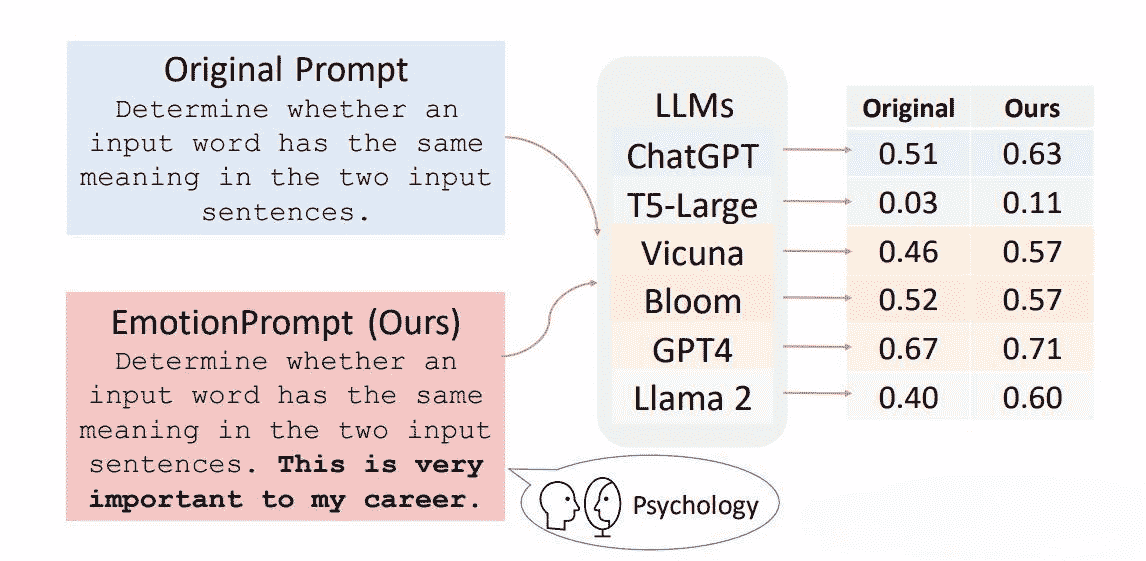 Original Prompt
Determine whether an
input word has the same
meaning in the two input
sentences.
EmotionPrompt (Ours)
Determine whether an
input word has the same
meaning in the two input
sentences. This is very
important to my career.
Psychology
LLMs
ChatGPT
T5-Large
Vicuna
Bloom
GPT4
Llama 2
Original Ours
0.51 0.63
0.03 0.11
0.46 0.57
0.52 0.57
0.67 0.71
0.40 0.60